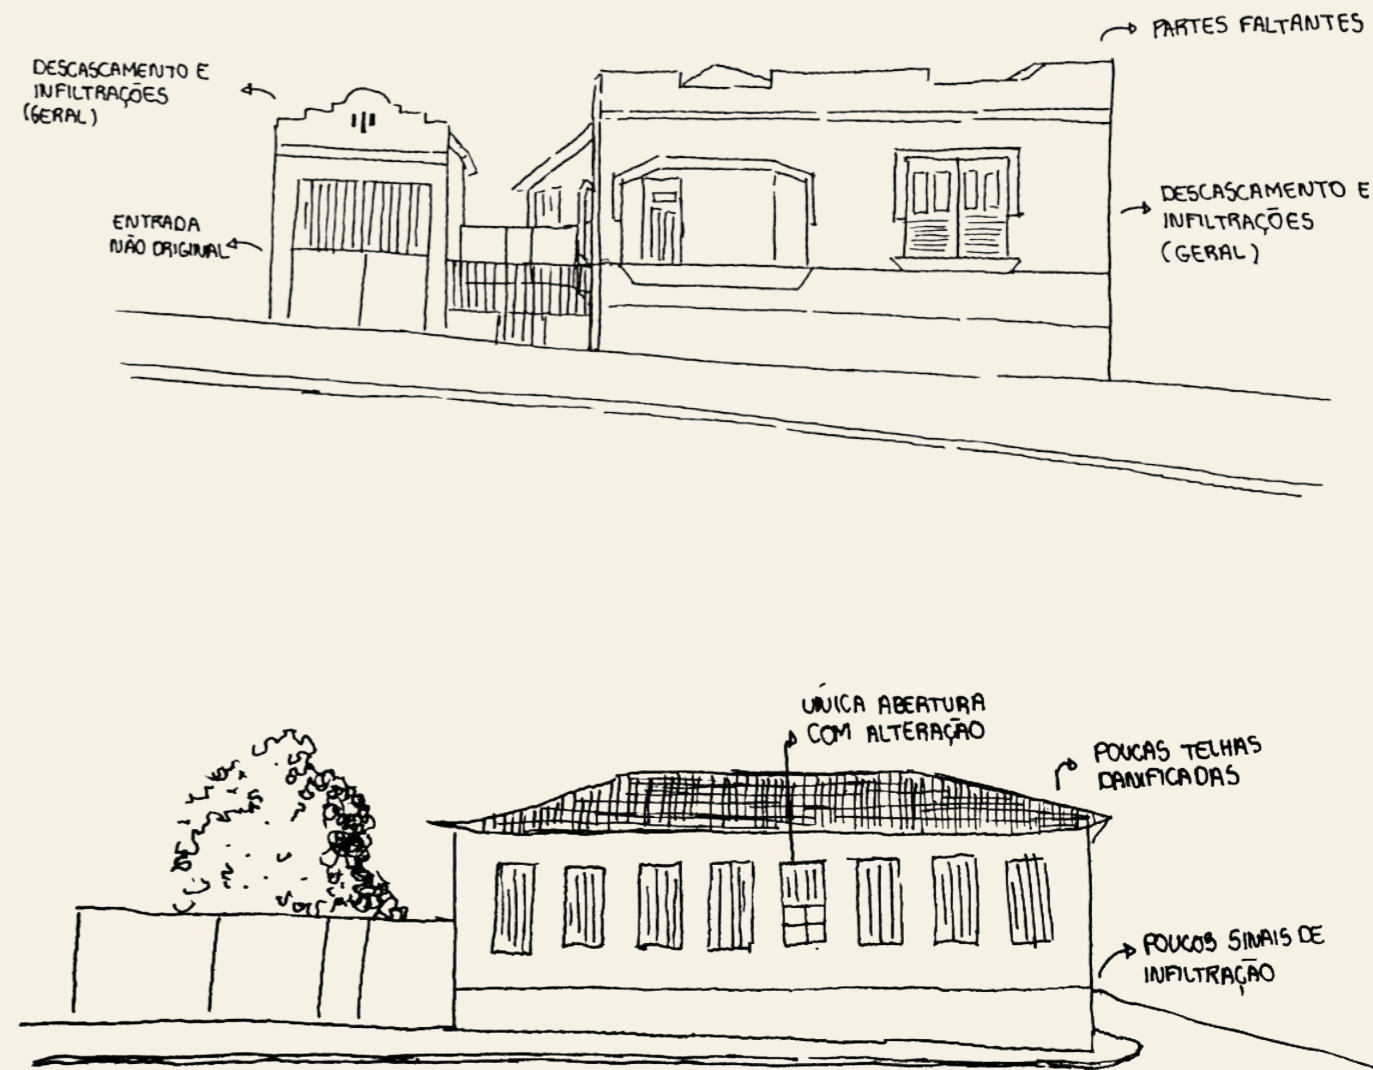 PARTES FALTANTES
DESCASCAMENTO E
INFILTRAÇÕES
(GERAL)
ENTRADA
NÃO ORIGINAL
DESCASCAMENTO E
INFILTRAÇÕES
(GERAL)
ÚNICA ABERTURA
COM ALTERAÇÃO
POUCAS TELHAS
DANIFICADAS
POUCOS SINAIS DE
INFILTRAÇÃO